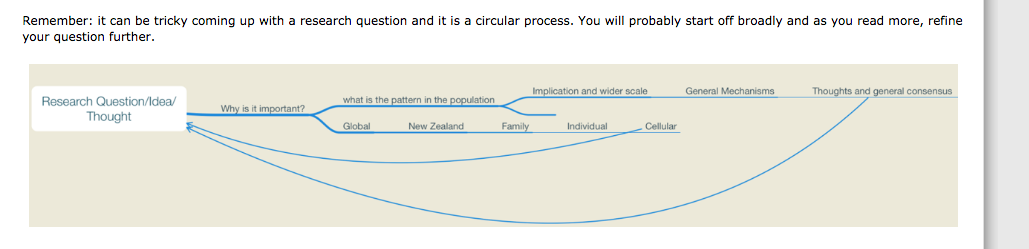 Remember: it can be tricky coming up with a research question and it is a circular process. You will probably start off broadly and as you read more, refine
your question further.
Research Question/Idea/
Thought
Why is it important?
what is the pattern in the population
Implication and wider scale
General Mechanisms
Thoughts and general consensus
Global
New Zealand
Family
Individual
Cellular